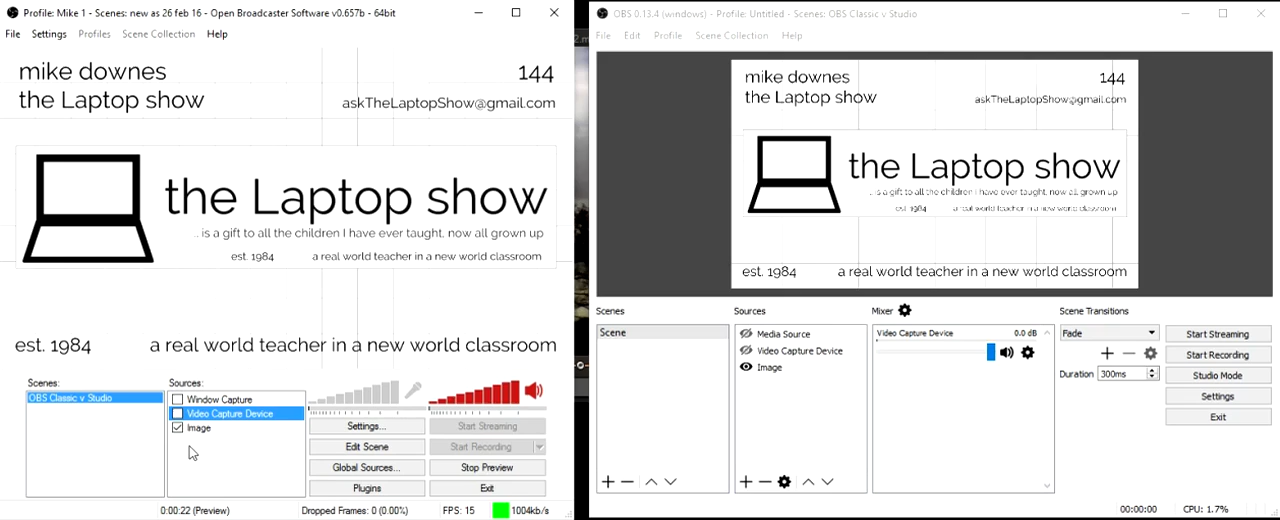 Profile: Mike 1 - Scenes: new as 26 feb 16 - Open Broadcaster Software v0.657b - 64bit
File Settings Profiles Scene Collection Help
mike downes 144
the Laptop show askTheLaptopShow@gmail.com
the Laptop show
... is a gift to all the children I have ever taught, now all grown up
est. 1984 a real world teacher in a new world classroom
est. 1984 a real world teacher in a new world classroom
Scenes: Sources:
OBS Classic v Studio
Window Capture
Video Capture Device
Image
Settings... Start Streaming
Edit Scene Start Recording
Global Sources... Stop Preview
Plugins Exit
0:00:22 (Preview) Dropped Frames: 0 (0.00%) FPS: 15 1004kb/s
OBS 0.13.4 (windows) - Profile: Untitled - Scenes: OBS Classic v Studio
File Edit Profile Scene Collection Help
mike downes 144
the Laptop show askTheLaptopShow@gmail.com
the Laptop show
... is a gift to all the children I have ever taught, now all grown up
est. 1984 a real world teacher in a new world classroom
est. 1984 a real world teacher in a new world classroom
Scenes Sources Mixer Scene Transitions
Scene
Media Source
Video Capture Device
Image
Video Capture Device 0.0 dB
Fade
Duration 300ms
Start Streaming
Start Recording
Studio Mode
Settings
Exit
00:00:00 CPU: 1.7%